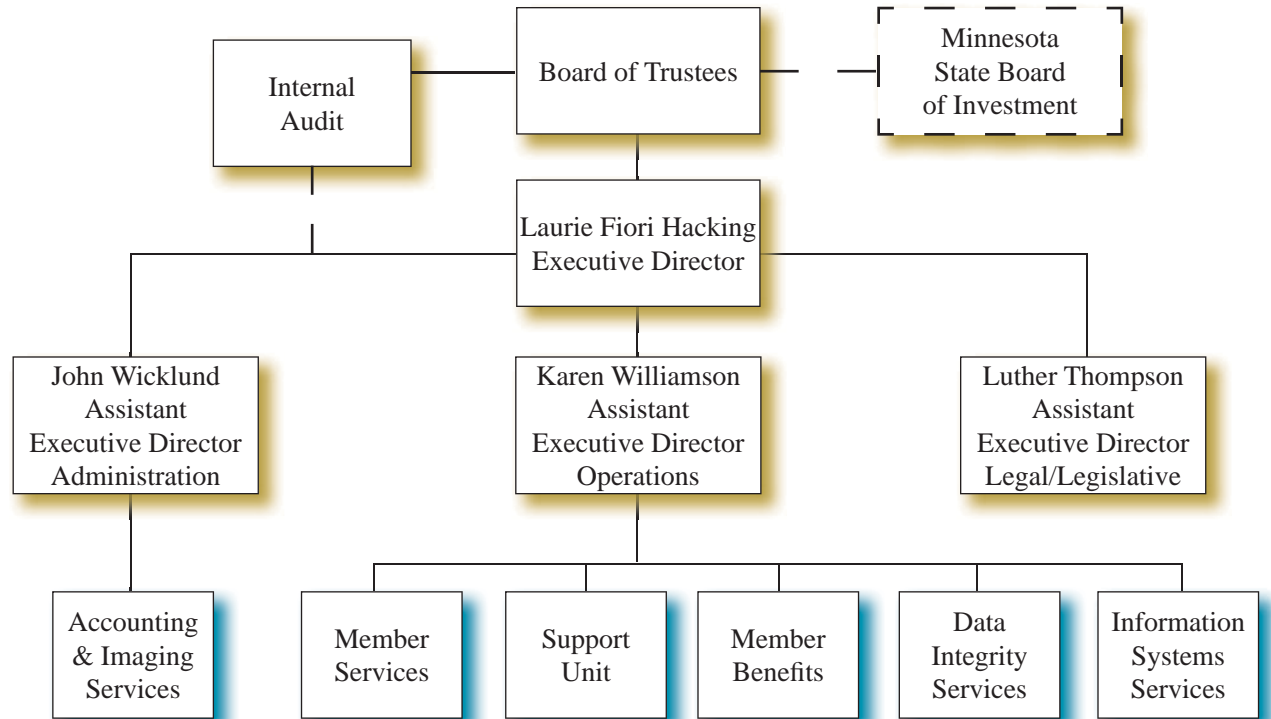 Internal
Audit
Board of Trustees
Minnesota
State Board
of Investment
Laurie Fiori Hacking
Executive Director
John Wicklund
Assistant
Executive Director
Administration
Karen Williamson
Assistant
Executive Director
Operations
Luther Thompson
Assistant
Executive Director
Legal/Legislative
Accounting
& Imaging
Services
Member
Services
Support
Unit
Member
Benefits
Data
Integrity
Services
Information
Systems
Services